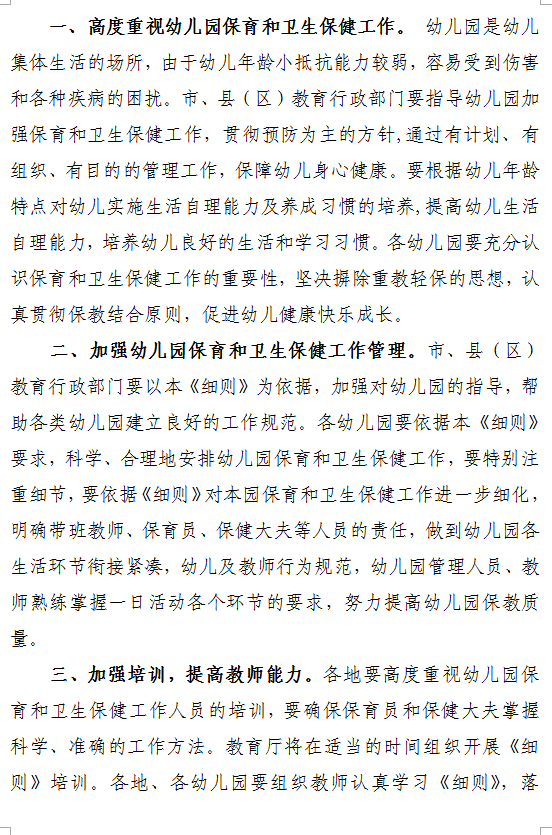 一、高度重视幼儿园保育和卫生保健工作。 幼儿园是幼儿
集体生活的场所，由于幼儿年龄小抵抗能力较弱，容易受到伤害
和各种疾病的困扰。市、县（区）教育行政部门要指导幼儿园加
强保育和卫生保健工作，贯彻预防为主的方针,通过有计划、有
组织、有目的的管理工作，保障幼儿身心健康。要根据幼儿年龄
特点对幼儿实施生活自理能力及养成习惯的培养,提高幼儿生活
自理能力，培养幼儿良好的生活和学习习惯。各幼儿园要充分认
识保育和卫生保健工作的重要性，坚决摒除重教轻保的思想，认
真贯彻保教结合原则，促进幼儿健康快乐成长。
二、加强幼儿园保育和卫生保健工作管理。市、县（区）
教育行政部门要以本《细则》为依据，加强对幼儿园的指导，帮
助各类幼儿园建立良好的工作规范。各幼儿园要依据本《细则》
要求，科学、合理地安排幼儿园保育和卫生保健工作，要特别注
重细节，要依据《细则》对本园保育和卫生保健工作进一步细化，
明确带班教师、保育员、保健大夫等人员的责任，做到幼儿园各
生活环节衔接紧凑，幼儿及教师行为规范，幼儿园管理人员、教
师熟练掌握一日活动各个环节的要求，努力提高幼儿园保教质
量。
三、加强培训，提高教师能力。各地要高度重视幼儿园保
育和卫生保健工作人员的培训，要确保保育员和保健大夫掌握
科学、准确的工作方法。教育厅将在适当的时间组织开展《细
则》培训。各地、各幼儿园要组织教师认真学习《细则》，落